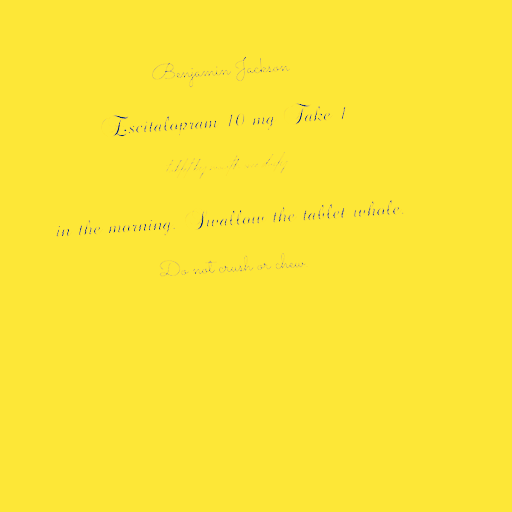 Benjamin Jackson
Escitalopram 10 mg Take 1
in the morning. Swallow the tablet whole.
Do not crush or chew